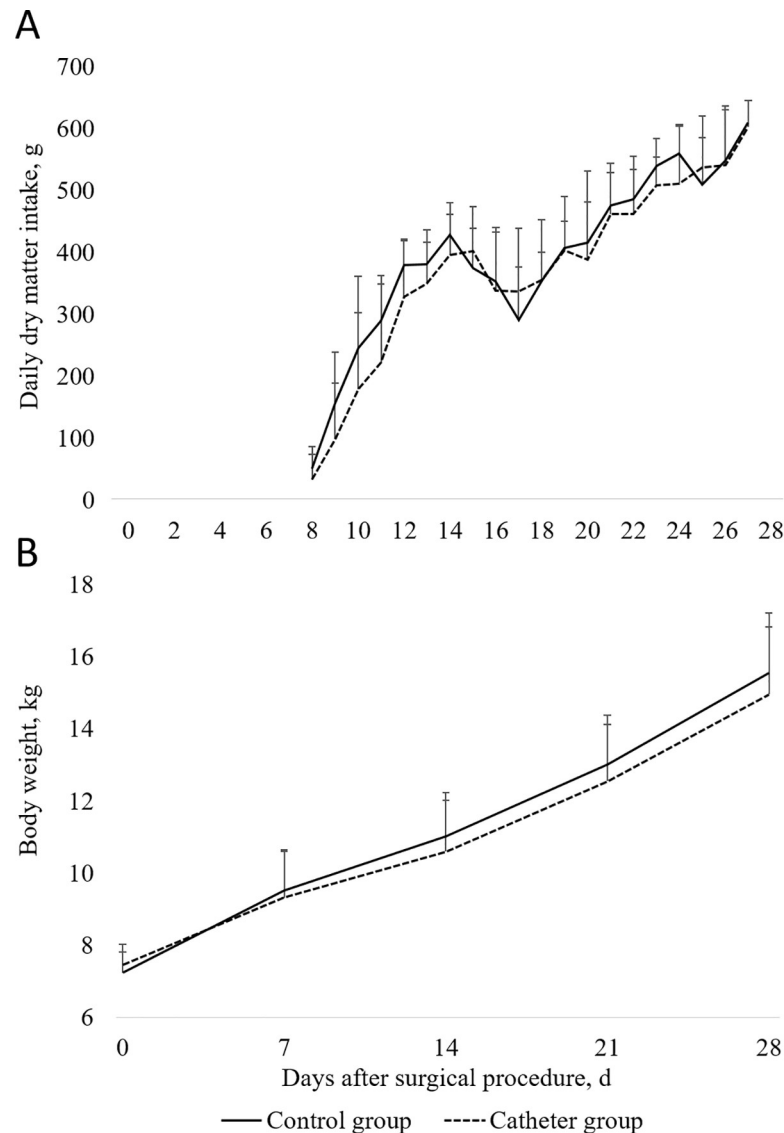 A
Daily dry matter intake, g
700
600
500
400
300
200
100
0
0 2 4 6 8 10 12 14 16 18 20 22 24 26 28
B
Body weight, kg
18
16
14
12
10
8
6
0 7 14 21 28
Days after surgical procedure, d
Control group Catheter group